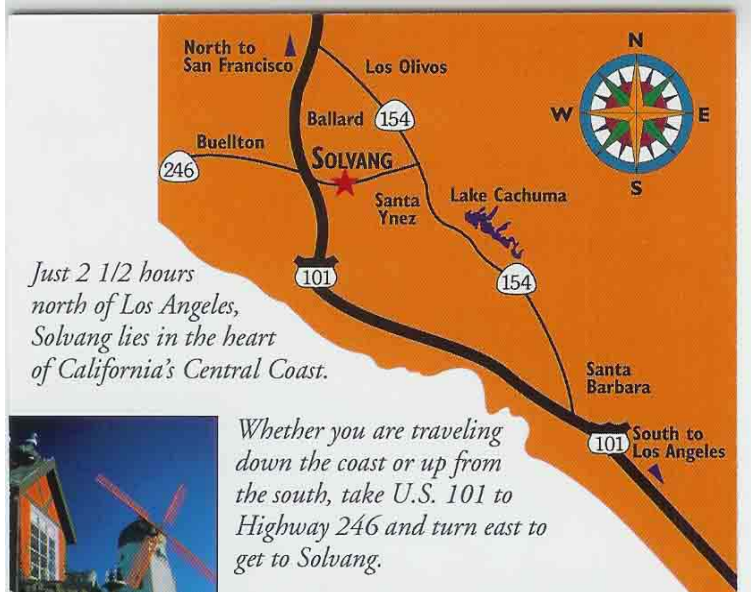 North to
San Francisco
Los Olivos
N
W
E
S
Ballard
154
Buellton
246
SOLVANG
Santa
Ynez
Lake Cachuma
101
154
Just 2 1/2 hours
north of Los Angeles,
Solvang lies in the heart
of California's Central Coast.
Santa
Barbara
101
South to
Los Angeles
Whether you are traveling
down the coast or up from
the south, take U.S. 101 to
Highway 246 and turn east to
get to Solvang.